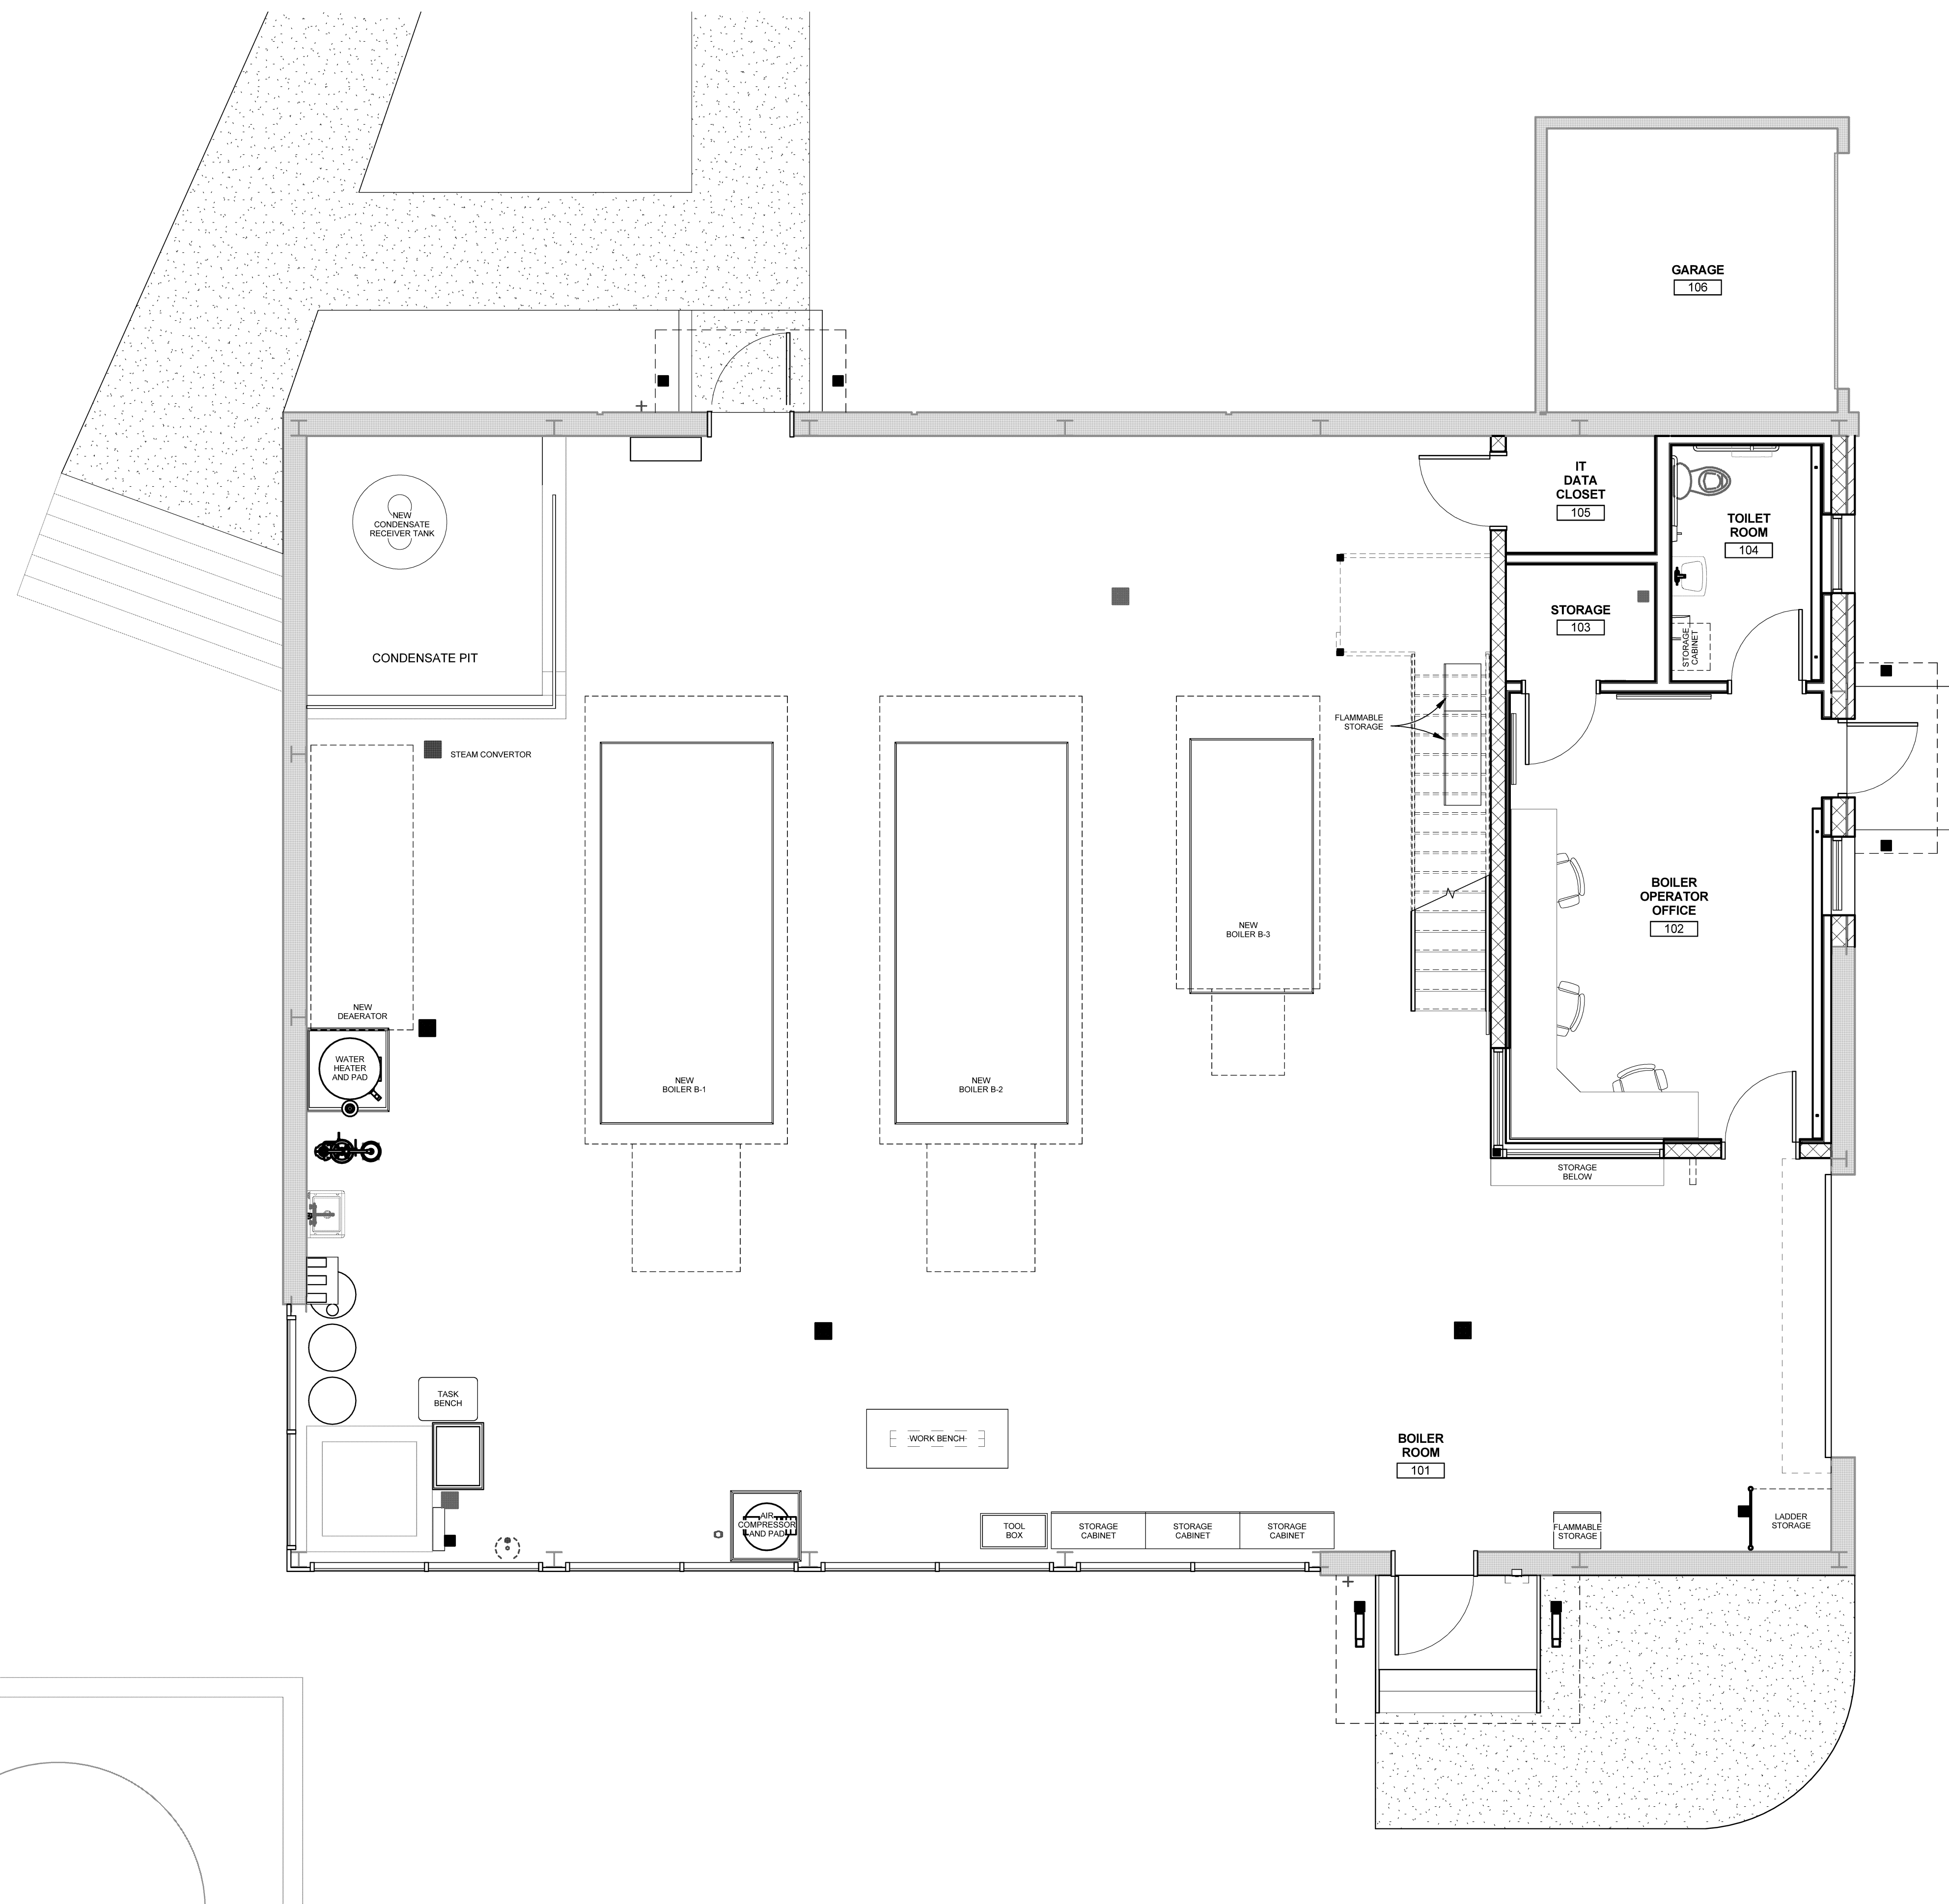 GARAGE
106
NEW
CONDENSATE
RECEIVER TANK
CONDENSATE PIT
IT
DATA
CLOSET
105
TOILET
ROOM
104
STORAGE
103
STORAGE
CABINET
FLAMMABLE
STORAGE
STEAM CONVERTOR
NEW
DEAERATOR
WATER
HEATER
AND PAD
NEW
BOILER B-1
NEW
BOILER B-2
NEW
BOILER B-3
BOILER
OPERATOR
OFFICE
102
STORAGE
BELOW
TASK
BENCH
WORK BENCH
BOILER
ROOM
101
AIR
COMPRESSOR
AND PAD
TOOL
BOX
STORAGE
CABINET
STORAGE
CABINET
STORAGE
CABINET
FLAMMABLE
STORAGE
LADDER
STORAGE